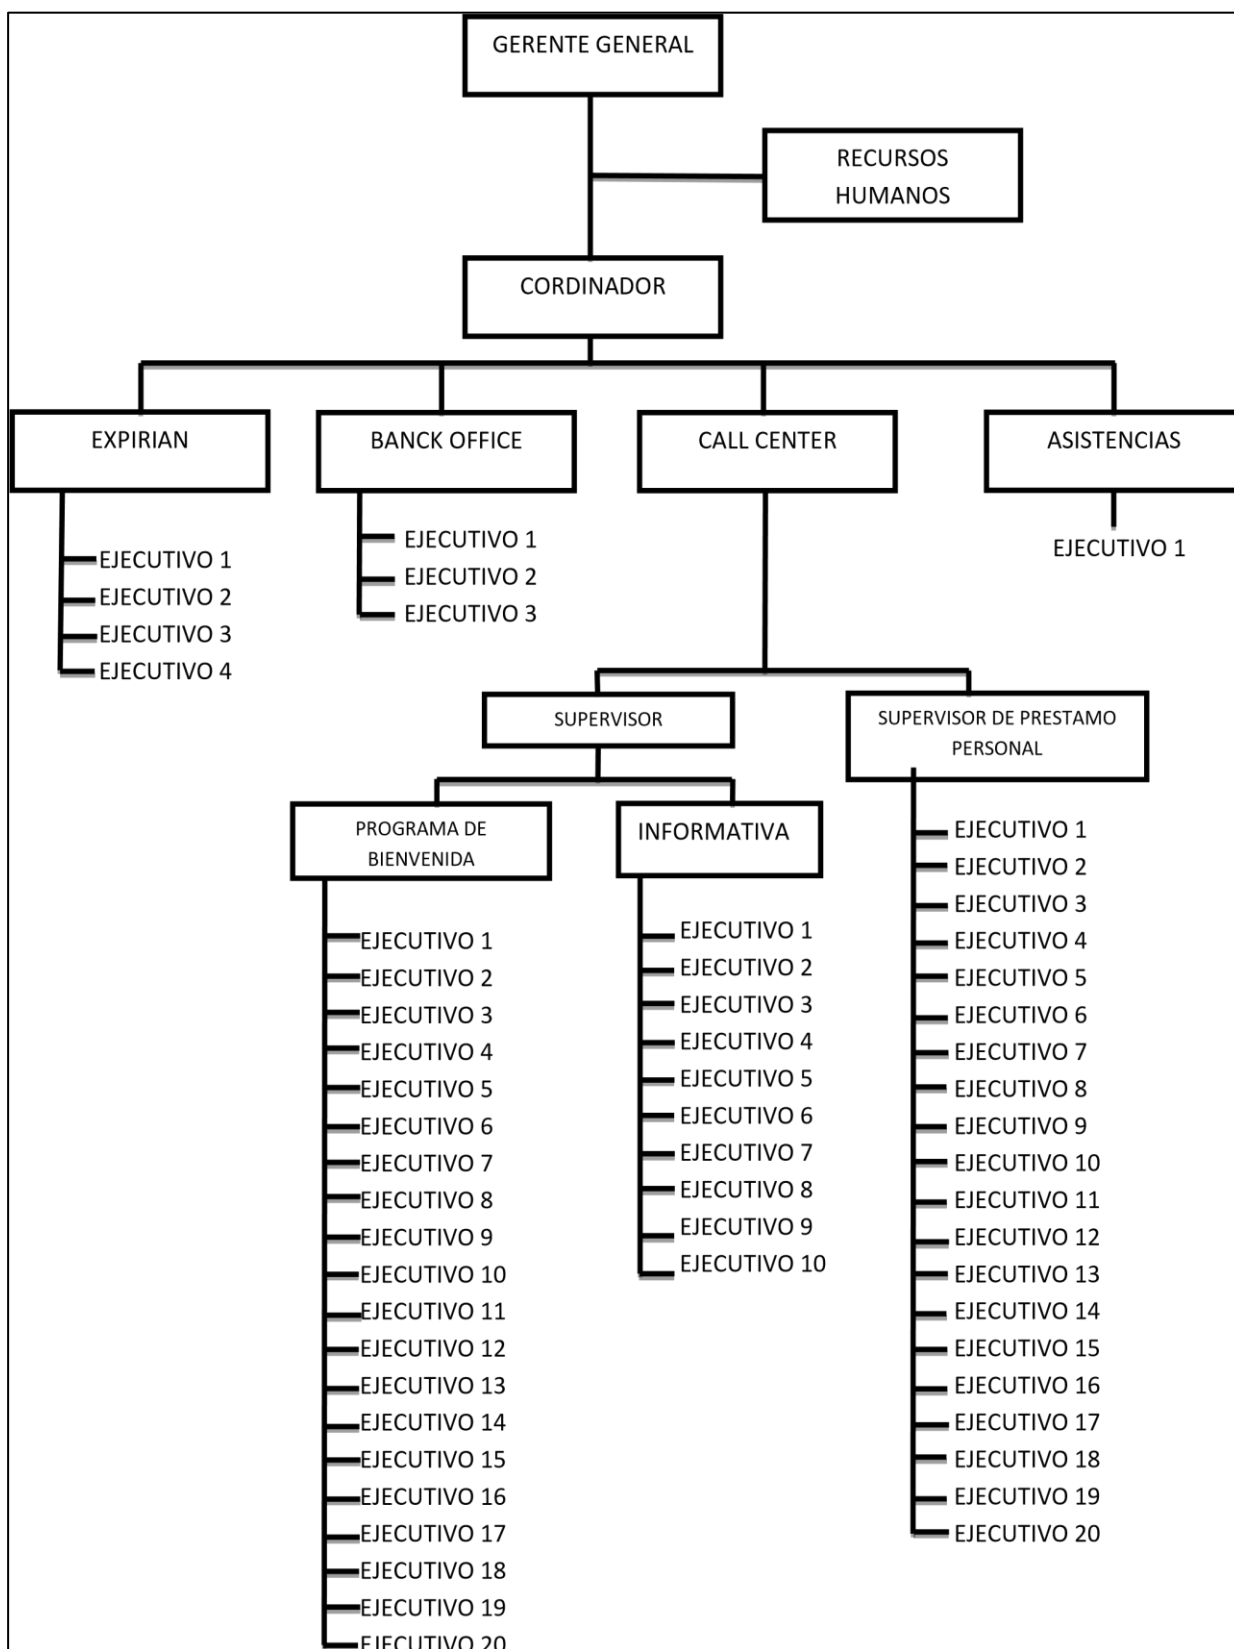 GERENTE GENERAL
RECURSOS
HUMANOS
CORDINADOR
EXPIRIAN
BANCK OFFICE
CALL CENTER
ASISTENCIAS
EJECUTIVO 1
EJECUTIVO 2
EJECUTIVO 3
EJECUTIVO 4
EJECUTIVO 1
EJECUTIVO 2
EJECUTIVO 3
EJECUTIVO 1
SUPERVISOR
SUPERVISOR DE PRESTAMO
PERSONAL
PROGRAMA DE
BIENVENIDA
INFORMATIVA
EJECUTIVO 1
EJECUTIVO 2
EJECUTIVO 3
EJECUTIVO 4
EJECUTIVO 5
EJECUTIVO 6
EJECUTIVO 7
EJECUTIVO 8
EJECUTIVO 9
EJECUTIVO 10
EJECUTIVO 11
EJECUTIVO 12
EJECUTIVO 13
EJECUTIVO 14
EJECUTIVO 15
EJECUTIVO 16
EJECUTIVO 17
EJECUTIVO 18
EJECUTIVO 19
EJECUTIVO 20
EJECUTIVO 1
EJECUTIVO 2
EJECUTIVO 3
EJECUTIVO 4
EJECUTIVO 5
EJECUTIVO 6
EJECUTIVO 7
EJECUTIVO 8
EJECUTIVO 9
EJECUTIVO 10
EJECUTIVO 1
EJECUTIVO 2
EJECUTIVO 3
EJECUTIVO 4
EJECUTIVO 5
EJECUTIVO 6
EJECUTIVO 7
EJECUTIVO 8
EJECUTIVO 9
EJECUTIVO 10
EJECUTIVO 11
EJECUTIVO 12
EJECUTIVO 13
EJECUTIVO 14
EJECUTIVO 15
EJECUTIVO 16
EJECUTIVO 17
EJECUTIVO 18
EJECUTIVO 19
EJECUTIVO 20